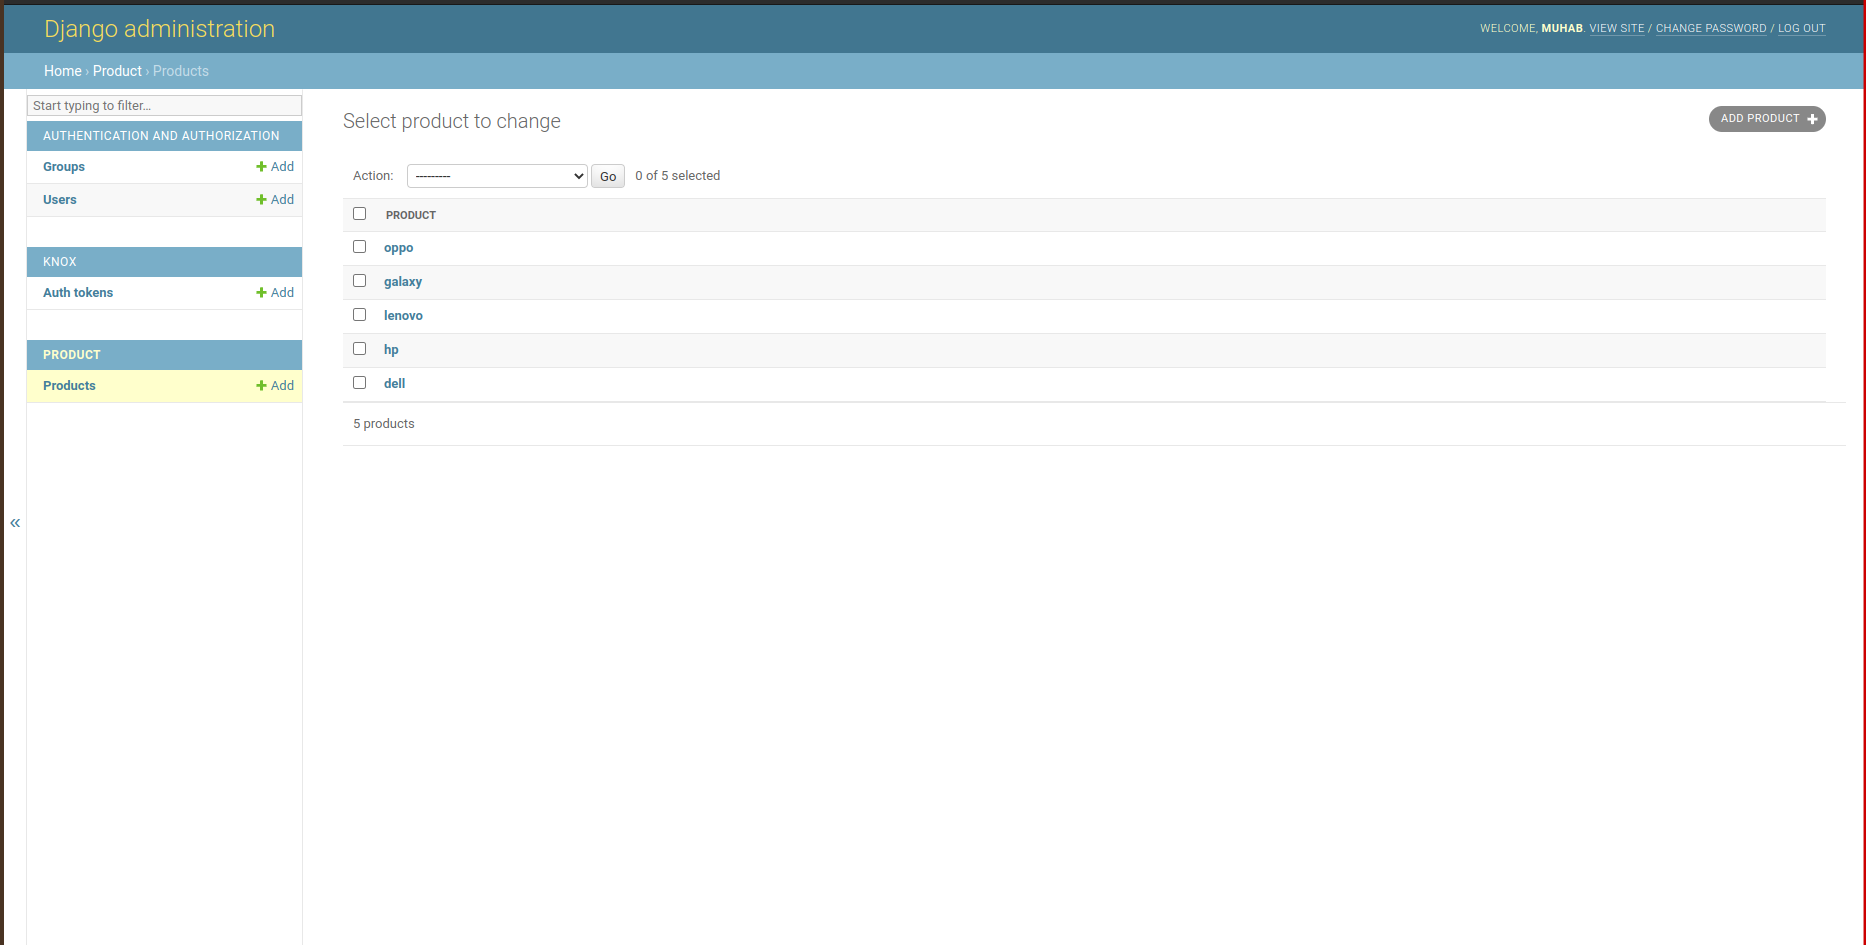 Django administration
WELCOME, MUHAB. VIEW SITE / CHANGE PASSWORD / LOG OUT
Home › Product › Products
Start typing to filter...
AUTHENTICATION AND AUTHORIZATION
Groups Add
Users Add
KNOX
Auth tokens Add
PRODUCT
Products Add
«
Select product to change
ADD PRODUCT
Action: --------- Go 0 of 5 selected
PRODUCT
oppo
galaxy
lenovo
hp
dell
5 products